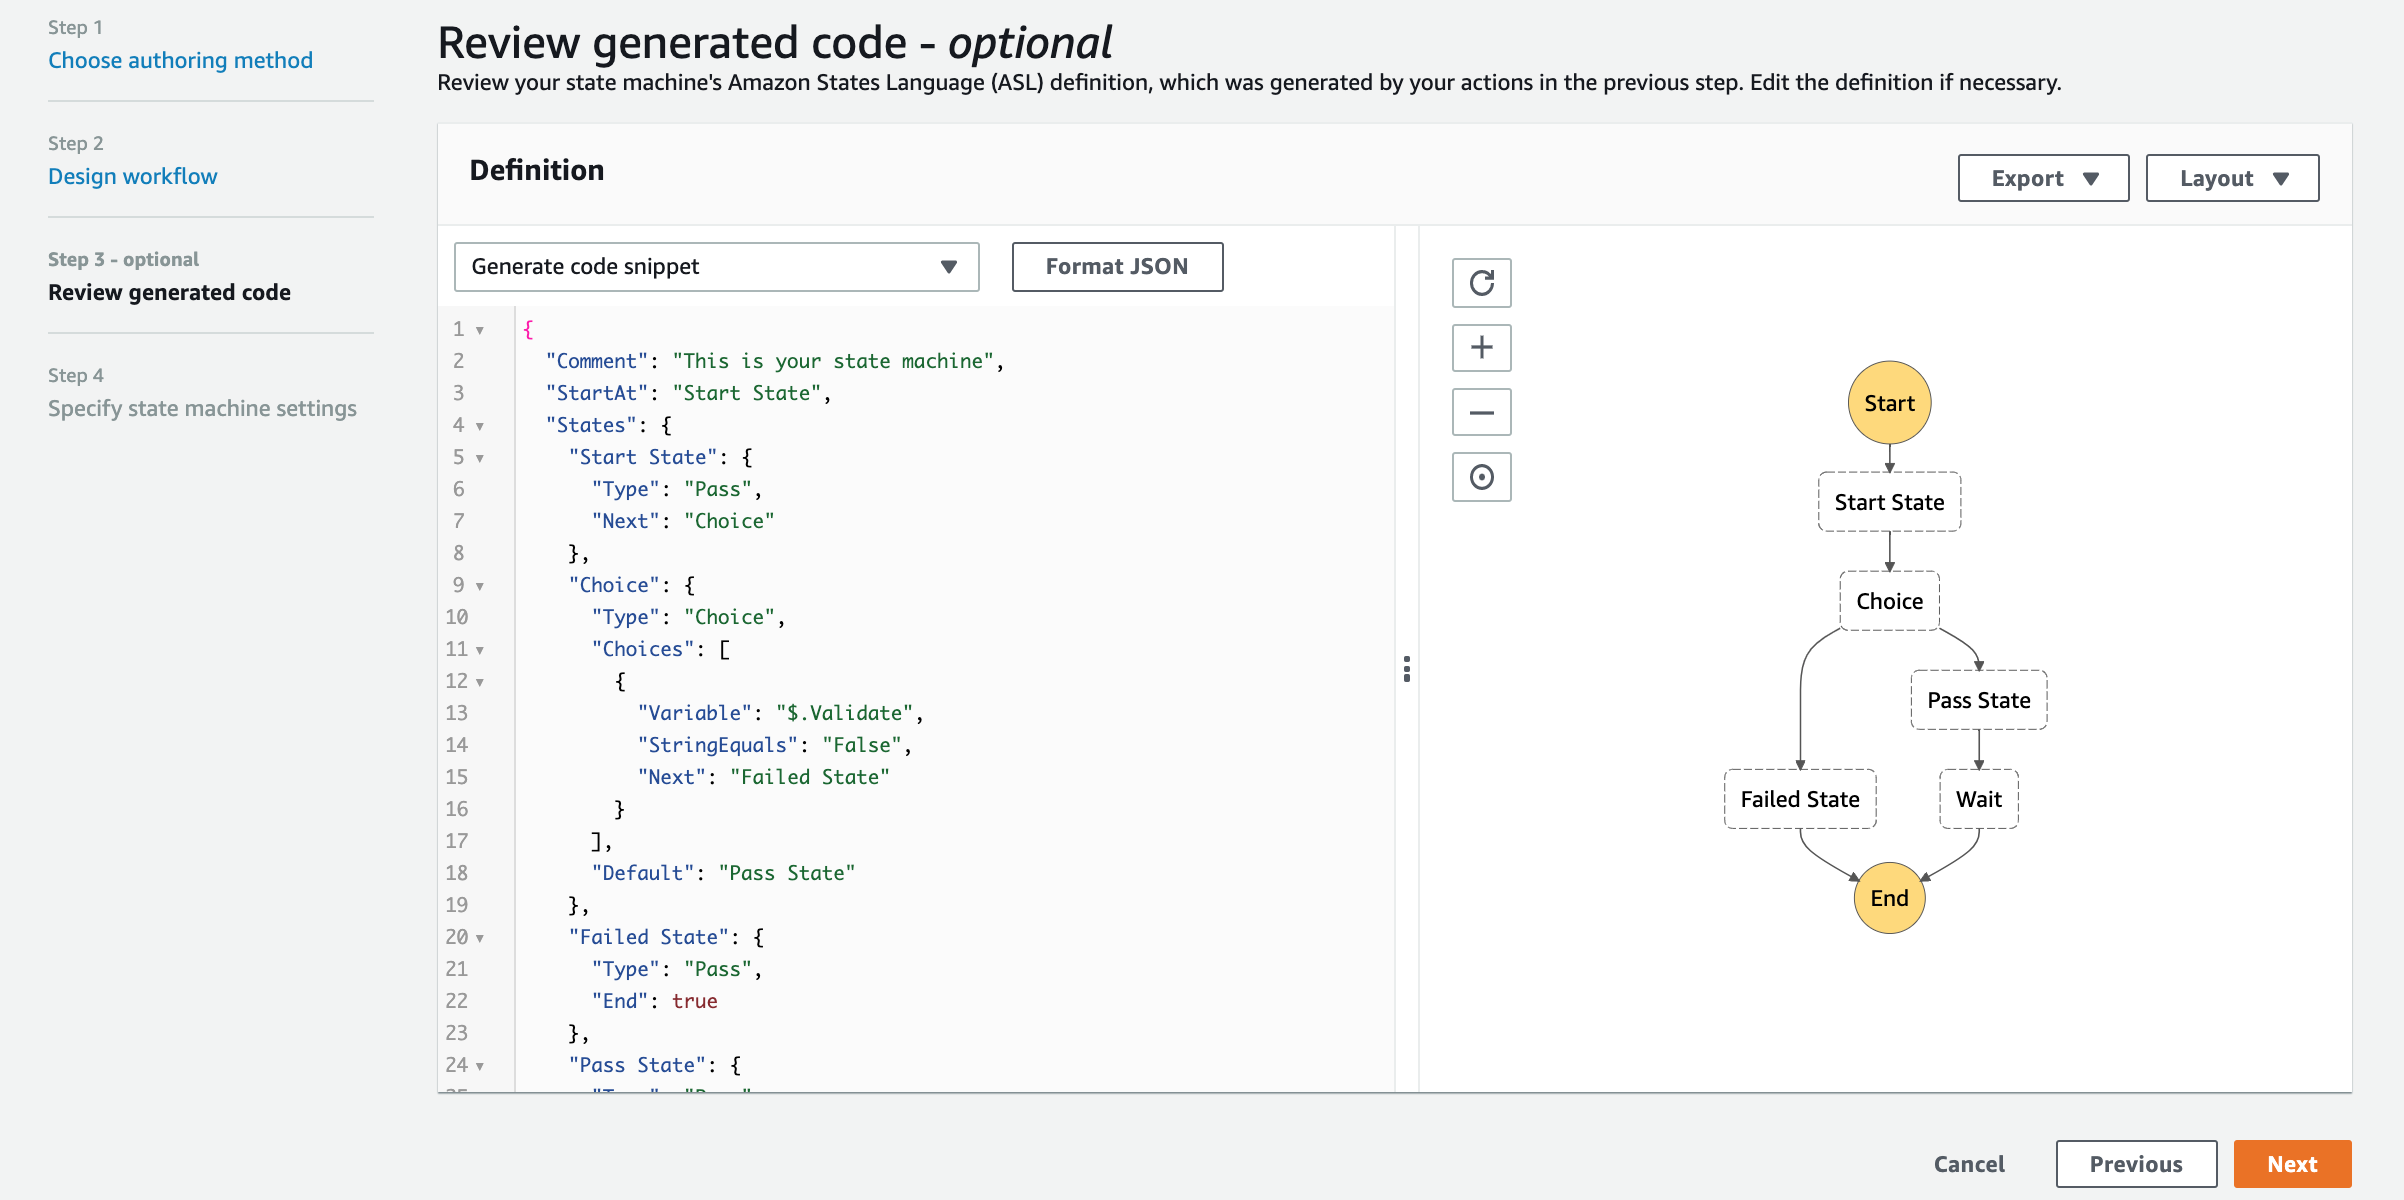 Step 1
Choose authoring method
Step 2
Design workflow
Step 3 - optional
Review generated code
Step 4
Specify state machine settings
Review generated code - optional
Review your state machine's Amazon States Language (ASL) definition, which was generated by your actions in the previous step. Edit the definition if necessary.
Definition
Export
Layout
Generate code snippet
Format JSON
1 {
2 "Comment": "This is your state machine",
3 "StartAt": "Start State",
4 "States": {
5 "Start State": {
6 "Type": "Pass",
7 "Next": "Choice"
8 },
9 "Choice": {
10 "Type": "Choice",
11 "Choices": [
12 {
13 "Variable": "$.Validate",
14 "StringEquals": "False",
15 "Next": "Failed State"
16 }
17 ],
18 "Default": "Pass State"
19 },
20 "Failed State": {
21 "Type": "Pass",
22 "End": true
23 },
24 "Pass State": {
Start
Start State
Choice
Pass State
Failed State
Wait
End
Cancel
Previous
Next